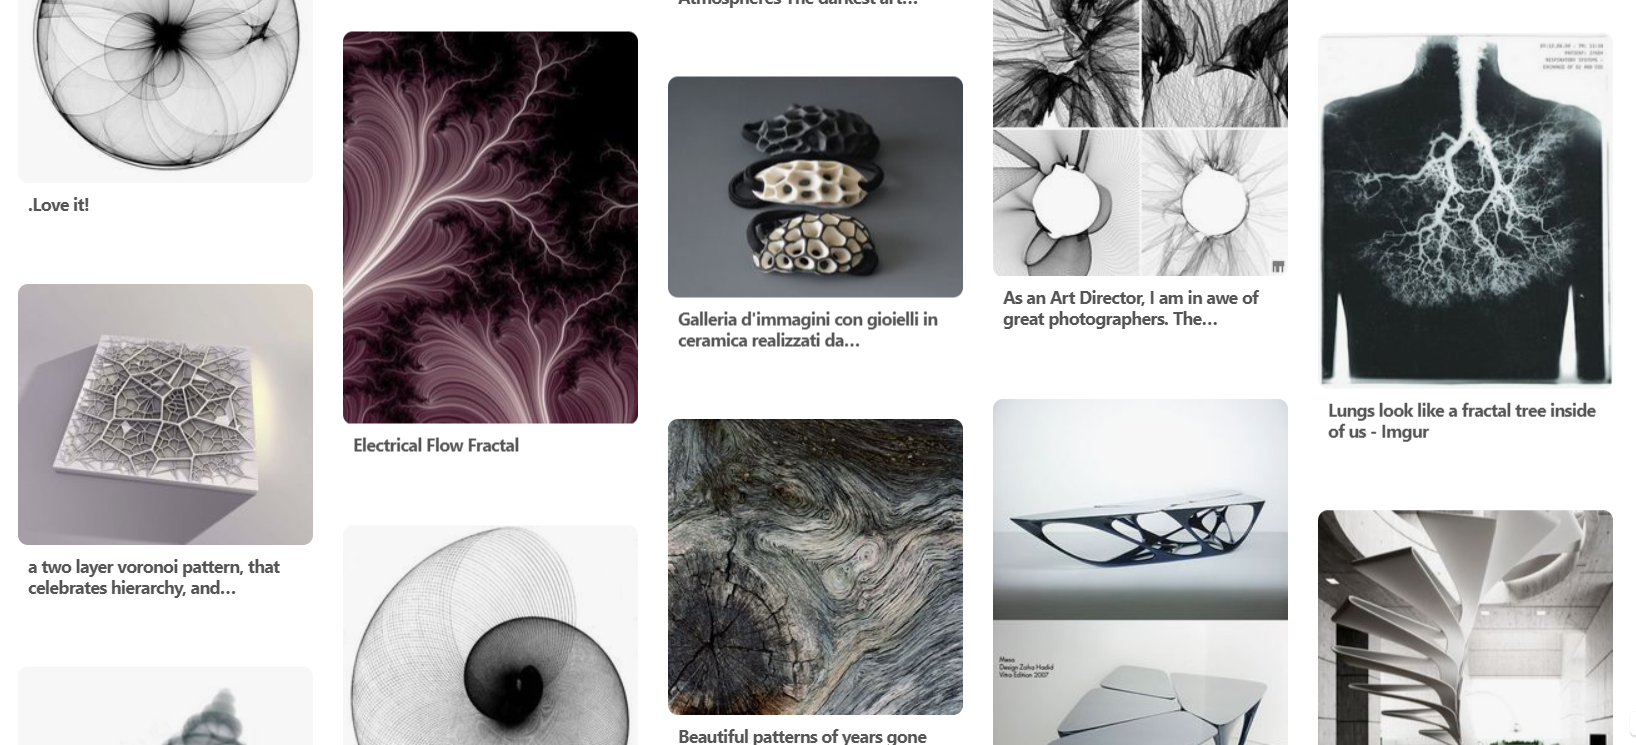 .Love it!
a two layer voronoi pattern, that
celebrates hierarchy, and...
Electrical Flow Fractal
Atmospheres The darkest art...
Galleria d'immagini con gioielli in
ceramica realizzati da...
Beautiful patterns of years gone
As an Art Director, I am in awe of
great photographers. The...
Mesa
Design Zaha Hadid
Vitra Edition 2007
RESPIRATORY SYSTEMS -
Lungs look like a fractal tree inside
of us - Imgur